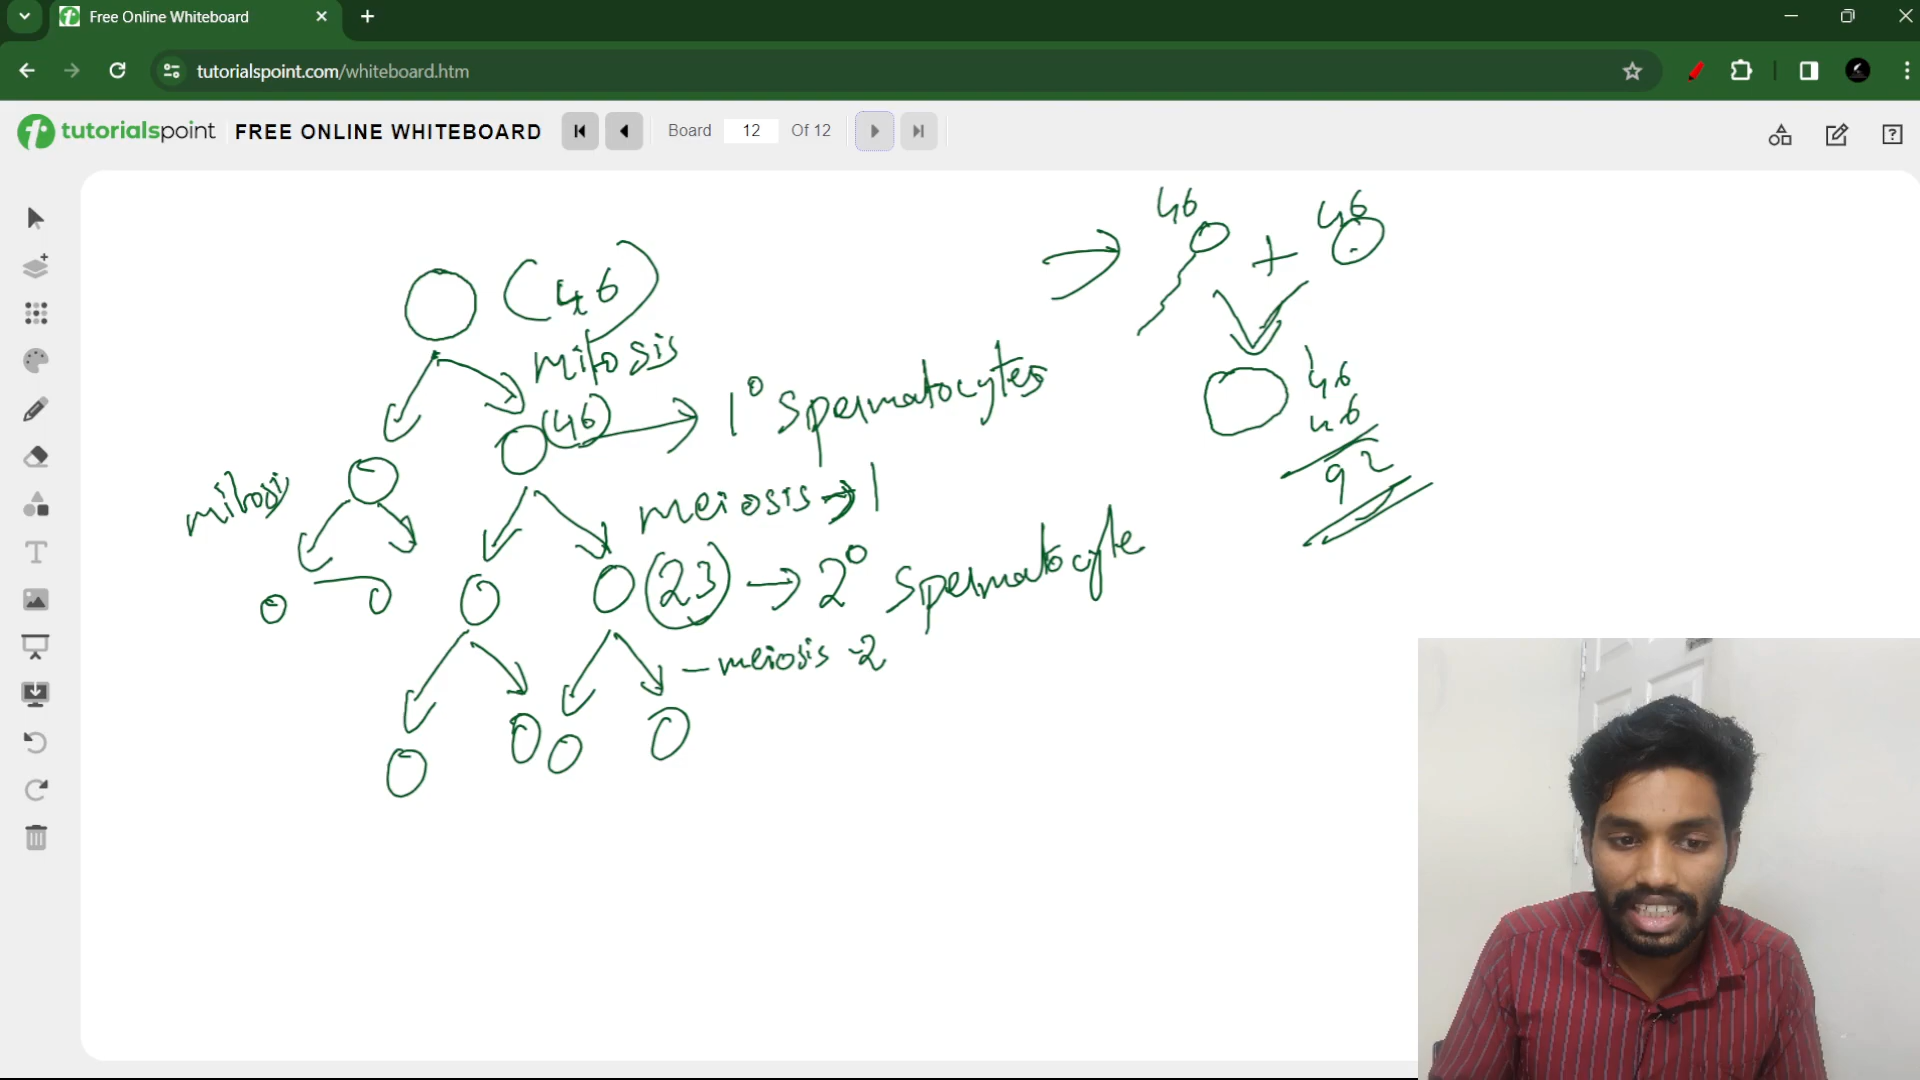 Free Online Whiteboard
tutorialspoint.com/whiteboard.htm
tutorialspoint FREE ONLINE WHITEBOARD Board 12 Of 12
(46)
mitosis
(46) → 1° spermatocytes
mitosis
meiosis → 1
(23) → 2° spermatocyte
- meiosis -2
46 + 46
46
46
92